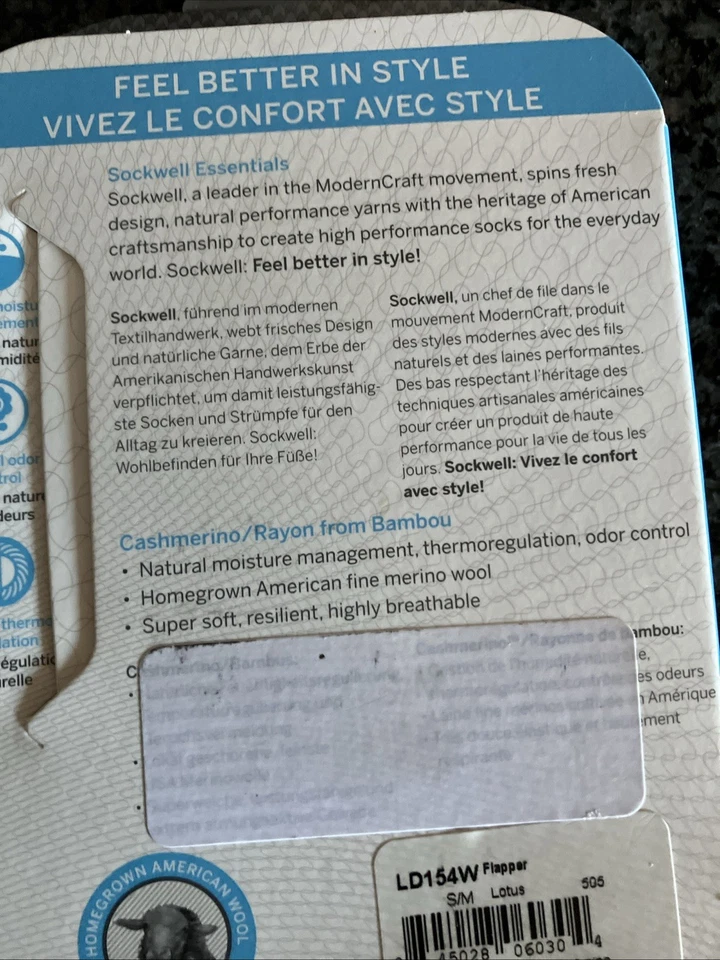 FEEL BETTER IN STYLE
VIVEZ LE CONFORT AVEC STYLE
Sockwell Essentials
Sockwell, a leader in the ModernCraft movement, spins fresh
design, natural performance yarns with the heritage of American
craftsmanship to create high performance socks for the everyday
world. Sockwell: Feel better in style!
Sockwell, führend im modernen
Textilhandwerk, webt frisches Design
und natürliche Garne, dem Erbe der
Amerikanischen Handwerkskunst
verpflichtet, um damit leistungsfähig-
ste Socken und Strümpfe für den
Alltag zu kreieren. Sockwell:
Wohlbefinden für Ihre Füße!
Sockwell, un chef de file dans le
mouvement ModernCraft, produit
des styles modernes avec des fils
naturels et des laines performantes.
Des bas respectant l'héritage des
techniques artisanales américaines
pour créer un produit de haute
performance pour la vie de tous les
jours. Sockwell: Vivez le confort
avec style!
Cashmerino/Rayon from Bambou
• Natural moisture management, thermoregulation, odor control
• Homegrown American fine merino wool
• Super soft, resilient, highly breathable
Cashmerino™/Rayonne de Bambou:
es odeurs
Amérique
HOMEGROWN AMERICAN WOOL
LD154W Flapper
S/M Lotus 505
45028 06030 4